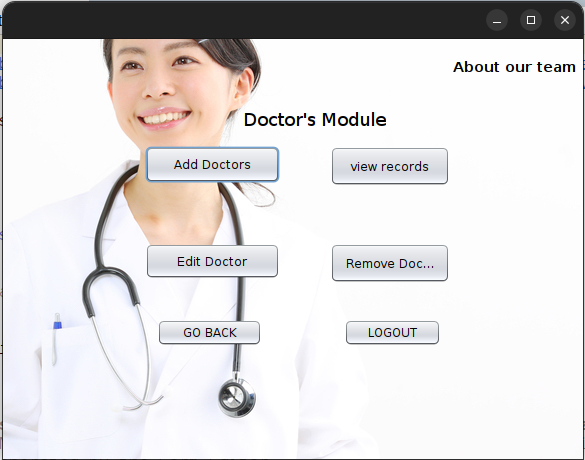 About our team
Doctor's Module
Add Doctors
view records
Edit Doctor
Remove Doc...
GO BACK
LOGOUT